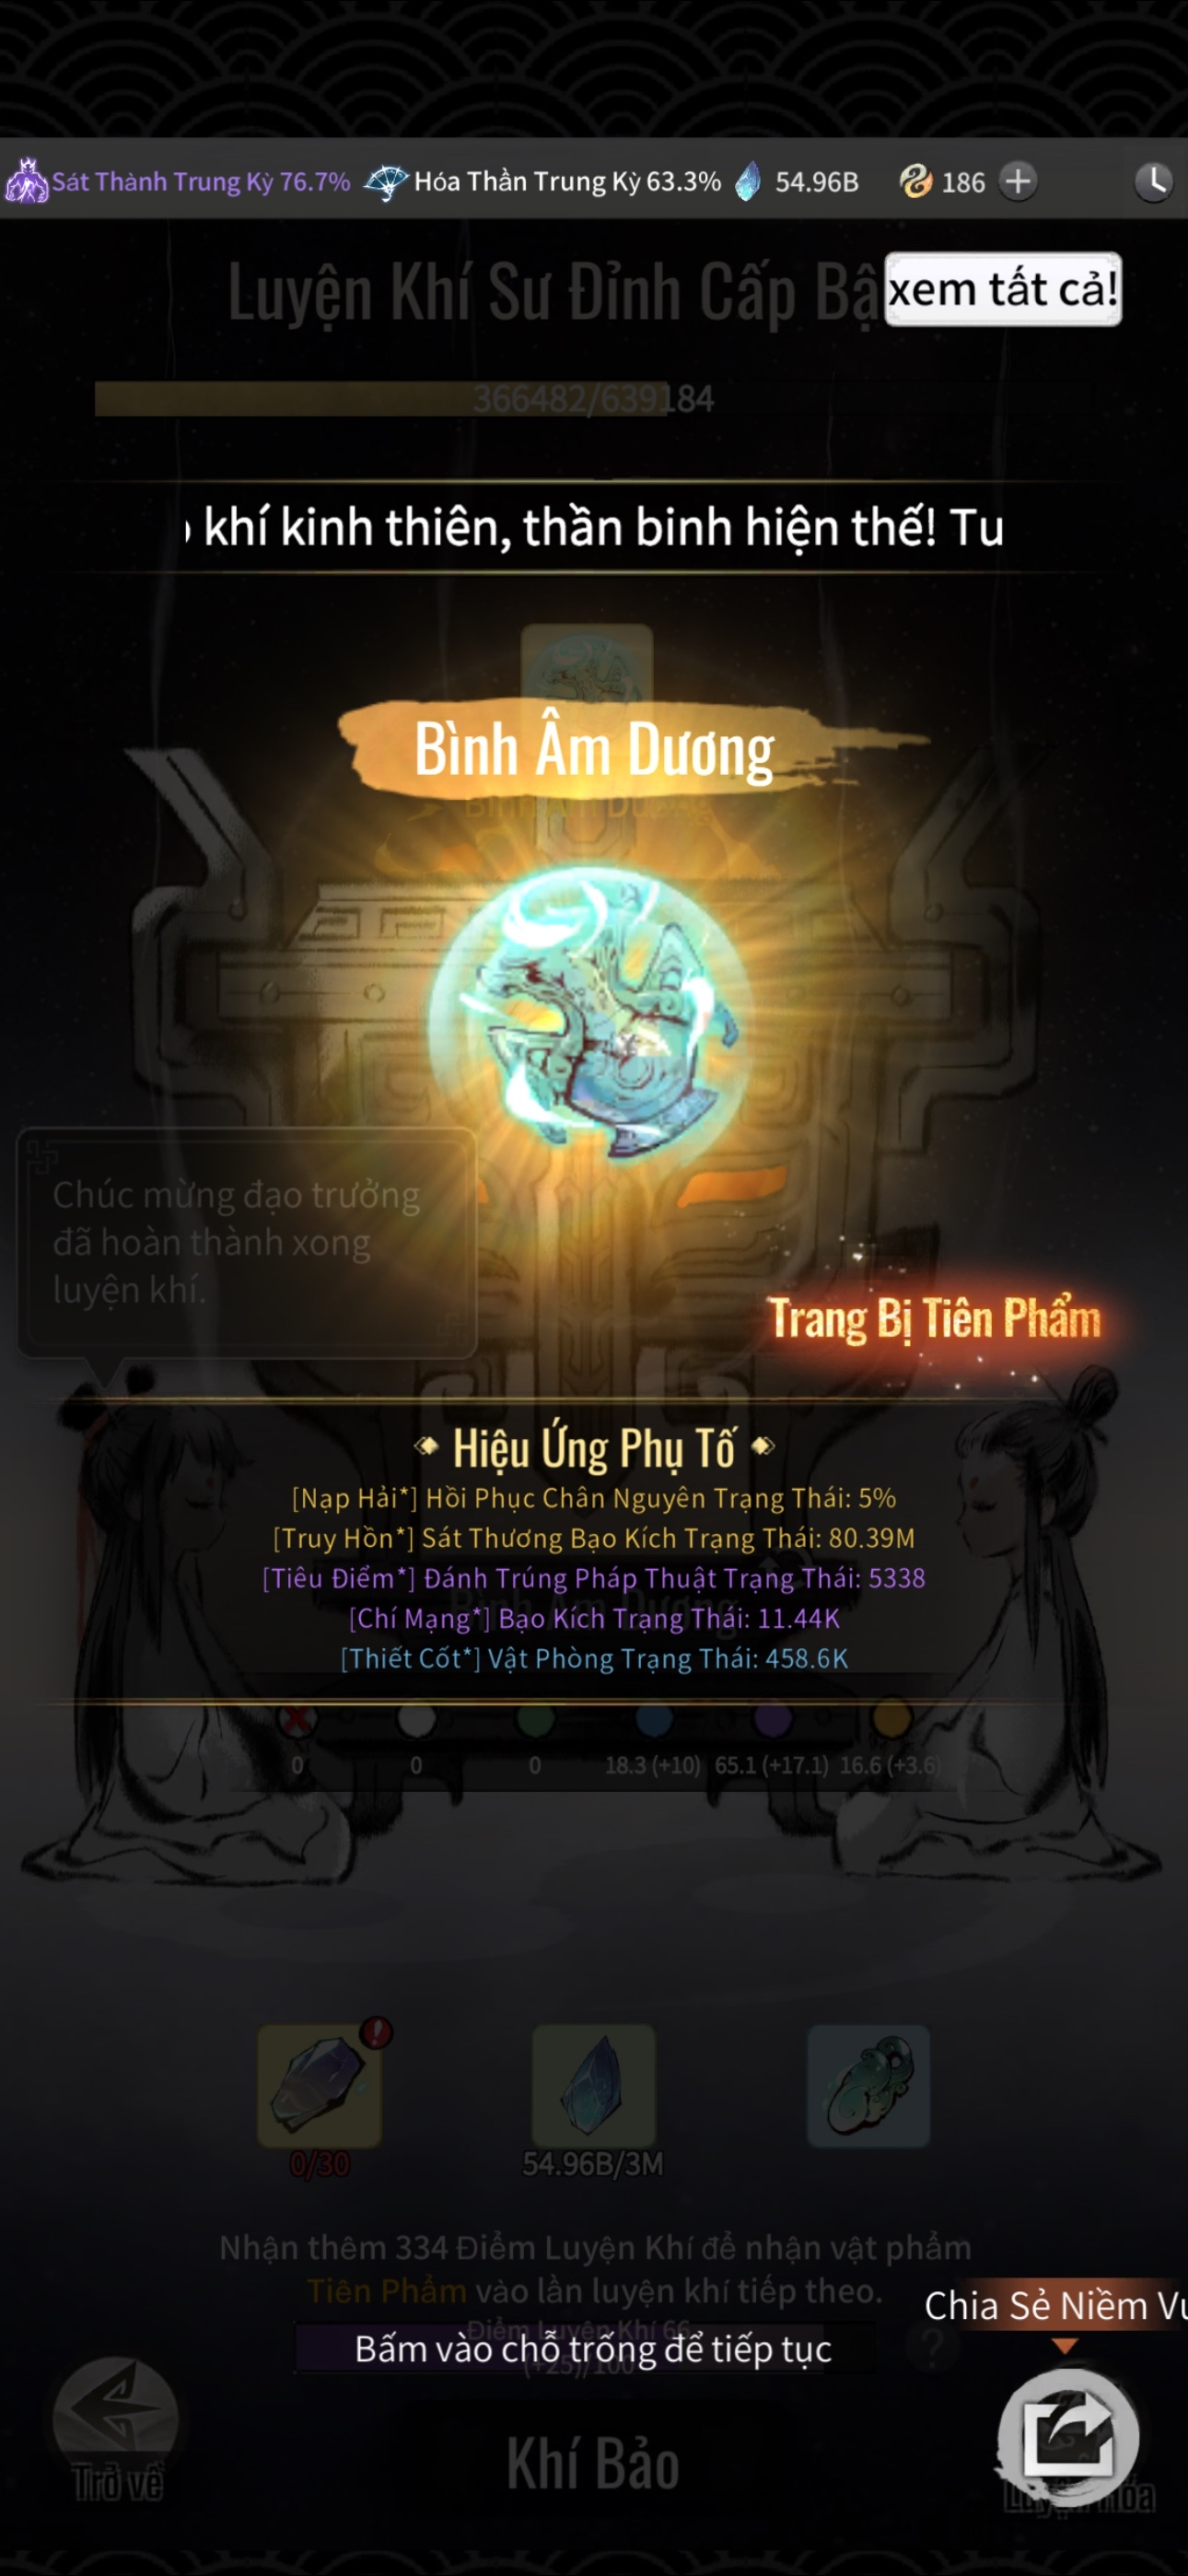 Sát Thành Trung Kỳ 76.7% Hóa Thần Trung Kỳ 63.3% 54.96B 186
Luyện Khí Sư Đỉnh Cấp
xem tất cả!
366482/639184
khí kinh thiên, thần binh hiện thế! Tu
Bình Âm Dương
Chúc mừng đạo trưởng
đã hoàn thành xong
luyện khí.
Trang Bị Tiên Phẩm
Hiệu Ứng Phụ Tố
[Nạp Hải*] Hồi Phục Chân Nguyên Trạng Thái: 5%
[Truy Hồn*] Sát Thương Bạo Kích Trạng Thái: 80.39M
[Tiêu Điểm*] Đánh Trúng Pháp Thuật Trạng Thái: 5338
[Chí Mạng*] Bạo Kích Trạng Thái: 11.44K
[Thiết Cốt*] Vật Phòng Trạng Thái: 458.6K
0 0 0 18.3 (+10) 65.1 (+17.1) 16.6 (+3.6)
0/30 54.96B/3M
Nhận thêm 334 Điểm Luyện Khí để nhận vật phẩm
Tiên Phẩm vào lần luyện khí tiếp theo.
Chia Sẻ Niềm
Điểm Luyện Khí 66
(+25)/100
Bấm vào chỗ trống để tiếp tục
?
Trở về
Khí Bảo